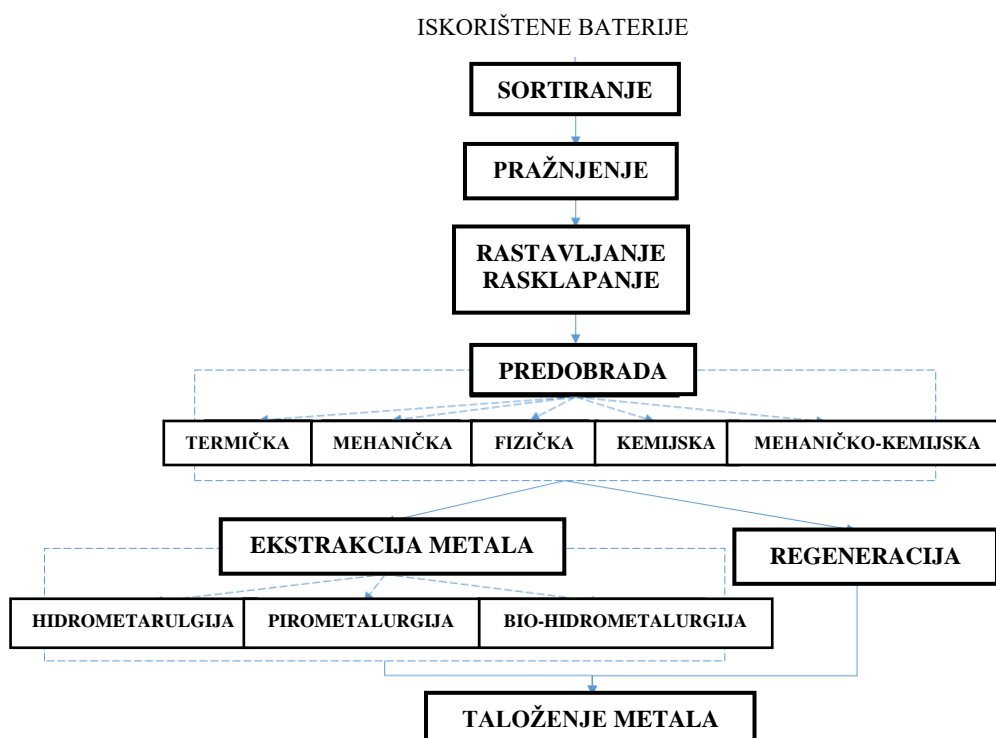 ISKORIŠTENE BATERIJE
SORTIRANJE
PRAŽNJENJE
RASTAVLJANJE
RASKLAPANJE
PREDOBRADA
TERMIČKA
MEHANIČKA
FIZIČKA
KEMIJSKA
MEHANIČKO-KEMIJSKA
EKSTRAKCIJA METALA
REGENERACIJA
HIDROMETARULGIJA
PIROMETALURGIJA
BIO-HIDROMETALURGIJA
TALOŽENJE METALA